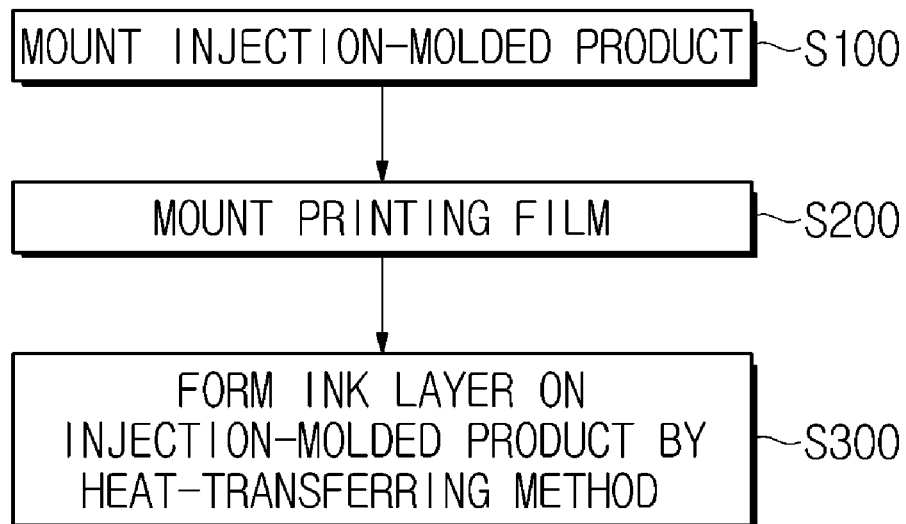 MOUNT INJECTION-MOLDED PRODUCT S100
MOUNT PRINTING FILM S200
FORM INK LAYER ON
INJECTION-MOLDED PRODUCT BY S300
HEAT-TRANSFERRING METHOD